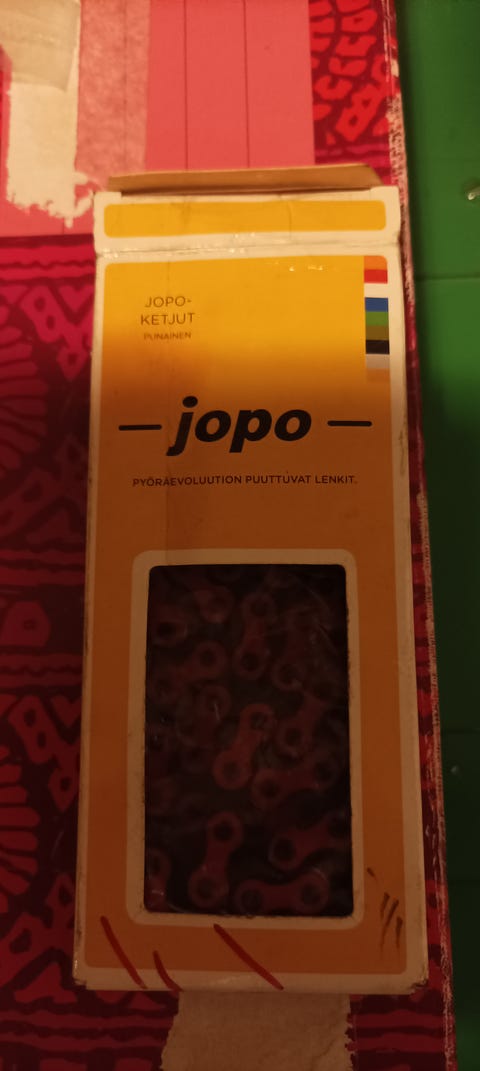 JOPO-
KETJUT
PUNAINEN
— jopo —
PYÖRÄEVOLUUTION PUUTTUVAT LENKIT.